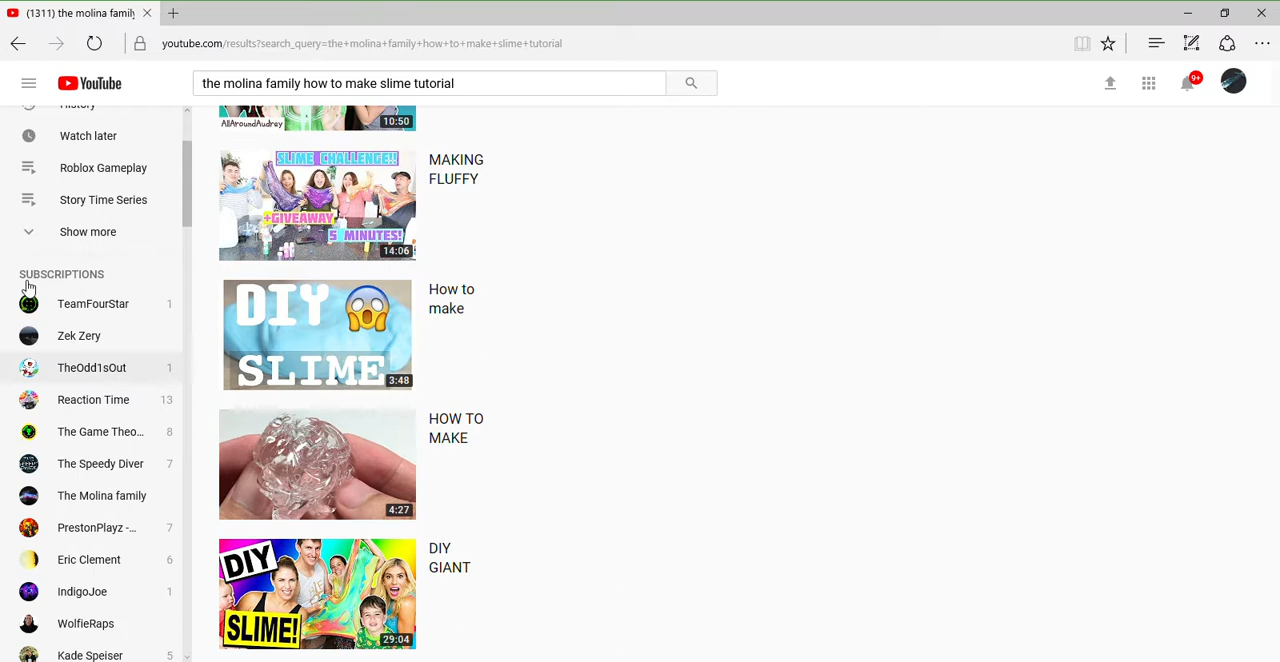 (1311) the molina family
youtube.com/results?search_query=the+molina+family+how+to+make+slime+tutorial
YouTube
the molina family how to make slime tutorial
9+
History
Watch later
Roblox Gameplay
Story Time Series
Show more
SUBSCRIPTIONS
TeamFourStar 1
Zek Zery
TheOdd1sOut 1
Reaction Time 13
The Game Theo... 8
The Speedy Diver 7
The Molina family
PrestonPlayz -... 7
Eric Clement 6
IndigoJoe 1
WolfieRaps
Kade Speiser 5
AllAroundAudrey
10:50
SLIME CHALLENGE!!
+GIVEAWAY
5 MINUTES!
14:06
MAKING
FLUFFY
DIY
SLIME
3:48
How to
make
4:27
HOW TO
MAKE
DIY
SLIME!
29:04
DIY
GIANT